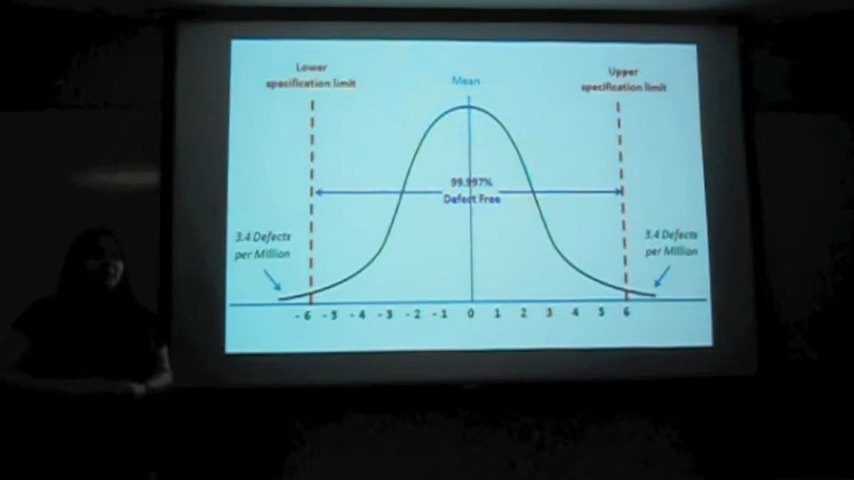 Lower
specification limit
Mean
Upper
specification limit
99.997%
Defect Free
3.4 Defects
per Million
3.4 Defects
per Million
- 6 - 5 - 4 - 3 - 2 - 1 0 1 2 3 4 5 6